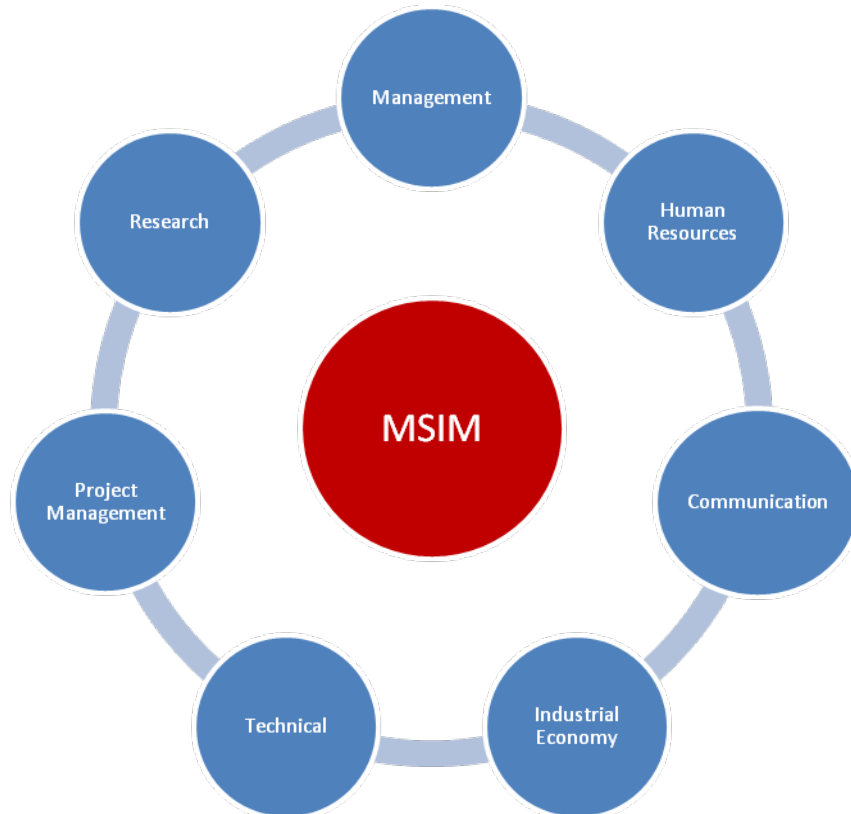 Management
Human
Resources
Communication
Industrial
Economy
Technical
Project
Management
Research
MSIM